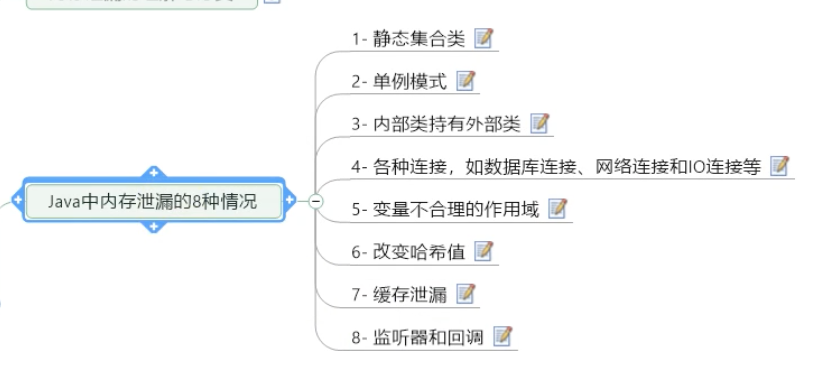 1- 静态集合类
2- 单例模式
3- 内部类持有外部类
4- 各种连接，如数据库连接、网络连接和IO连接等
Java中内存泄漏的8种情况
5- 变量不合理的作用域
6- 改变哈希值
7- 缓存泄漏
8- 监听器和回调